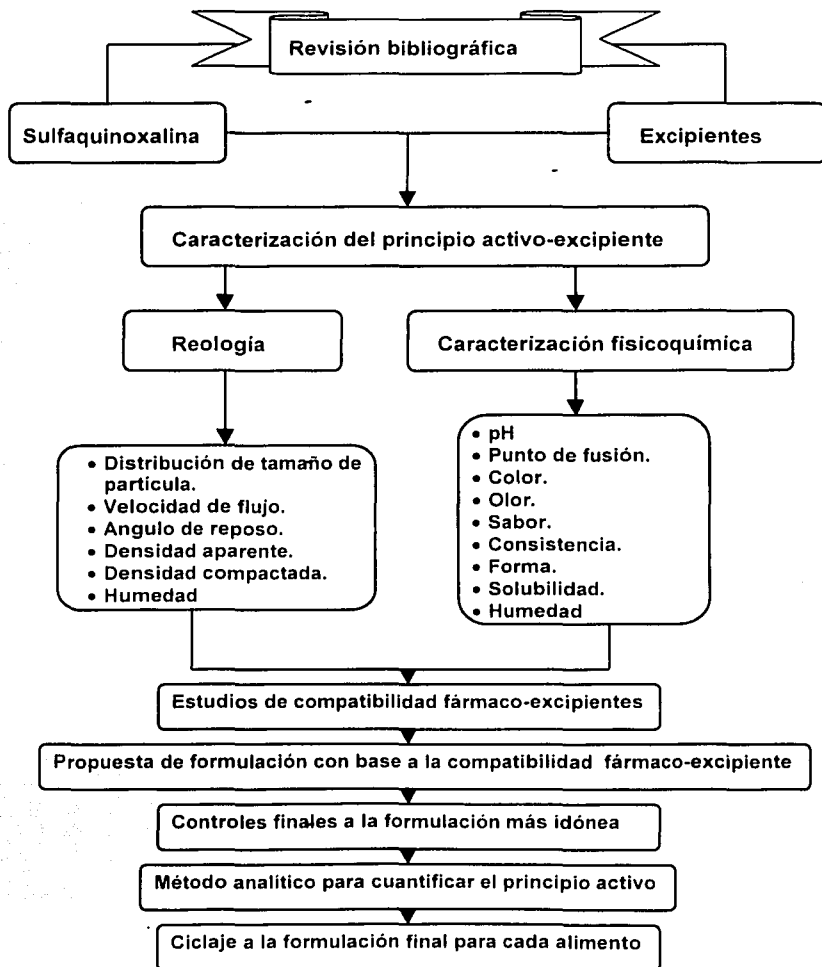 Revisión bibliográfica
Sulfaquinoxalina
Excipientes
Caracterización del principio activo-excipiente
Reología
Caracterización fisicoquímica
• Distribución de tamaño de
partícula.
• Velocidad de flujo.
• Angulo de reposo.
• Densidad aparente.
• Densidad compactada.
• Humedad
• pH
• Punto de fusión.
• Color.
• Olor.
• Sabor.
• Consistencia.
• Forma.
• Solubilidad.
• Humedad
Estudios de compatibilidad fármaco-excipientes
Propuesta de formulación con base a la compatibilidad fármaco-excipiente
Controles finales a la formulación más idónea
Método analítico para cuantificar el principio activo
Ciclaje a la formulación final para cada alimento